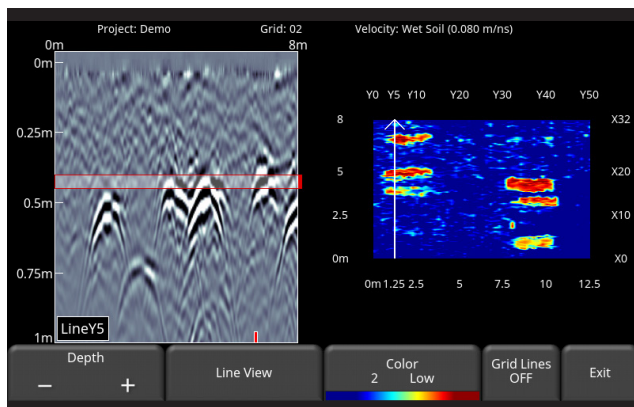 Project: Demo Grid: 02 Velocity: Wet Soil (0.080 m/ns)
0m 8m
0m
0.25m
0.5m
0.75m
1m
LineY5
Y0 Y5 Y10 Y20 Y30 Y40 Y50
8 X32
5 X20
2.5 X10
0m X0
0m 1.25 2.5 5 7.5 10 12.5
Depth
− +
Line View
Color
2 Low
Grid Lines
OFF
Exit